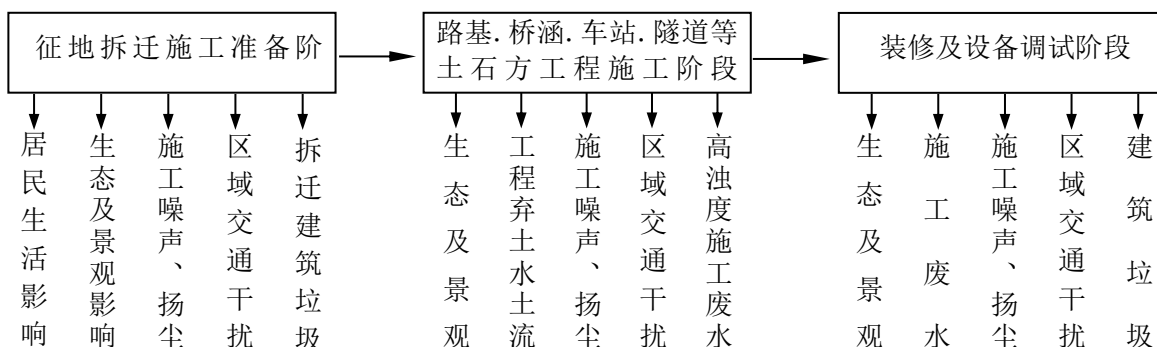 征地拆迁施工准备阶
路基.桥涵.车站.隧道等
土石方工程施工阶段
装修及设备调试阶段
居民生活影响
生态及景观影响
施工噪声、扬尘
区域交通干扰
拆迁建筑垃圾
生态及景观
工程弃土水土流
施工噪声、扬尘
区域交通干扰
高浊度施工废水
生态及景观
施工废水
施工噪声、扬尘
区域交通干扰
建筑垃圾